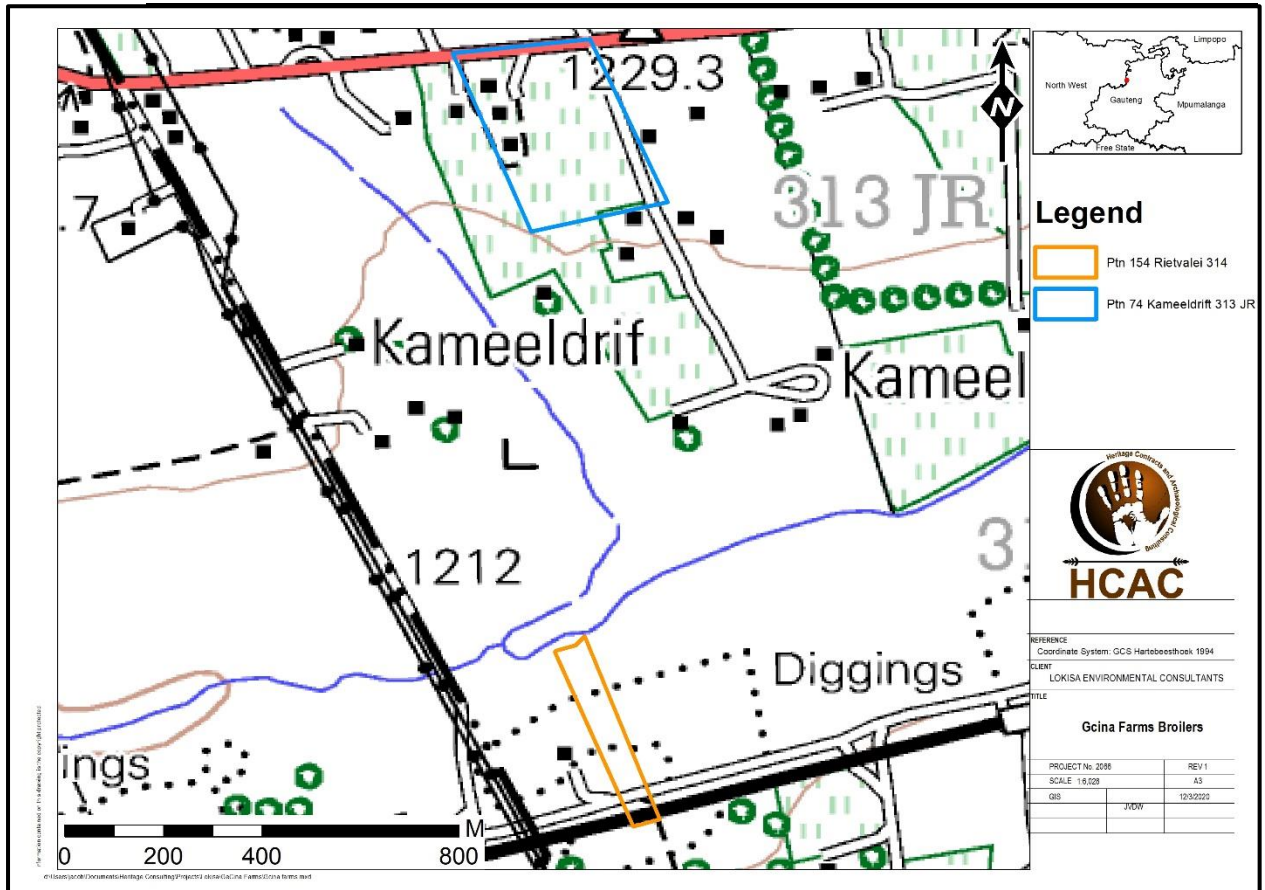 1229.3
313 JR
.7
Kameeldrif
Kameel
1212
Diggings
ings
M
0 200 400 800
N
Limpopo
North West
Gauteng
Mpumalanga
Free State
Legend
Ptn 154 Rietvalei 314
Ptn 74 Kameeldrift 313 JR
Heritage Contracts and Archaeological Consulting
HCAC
REFERENCE
Coordinate System: GCS Hartebeesthoek 1994
CLIENT
LOKISA ENVIRONMENTAL CONSULTANTS
TITLE
Gcina Farms Broilers
PROJECT No. REV 1
SCALE 1:6,028 A3
GIS JVDW 12/3/2020